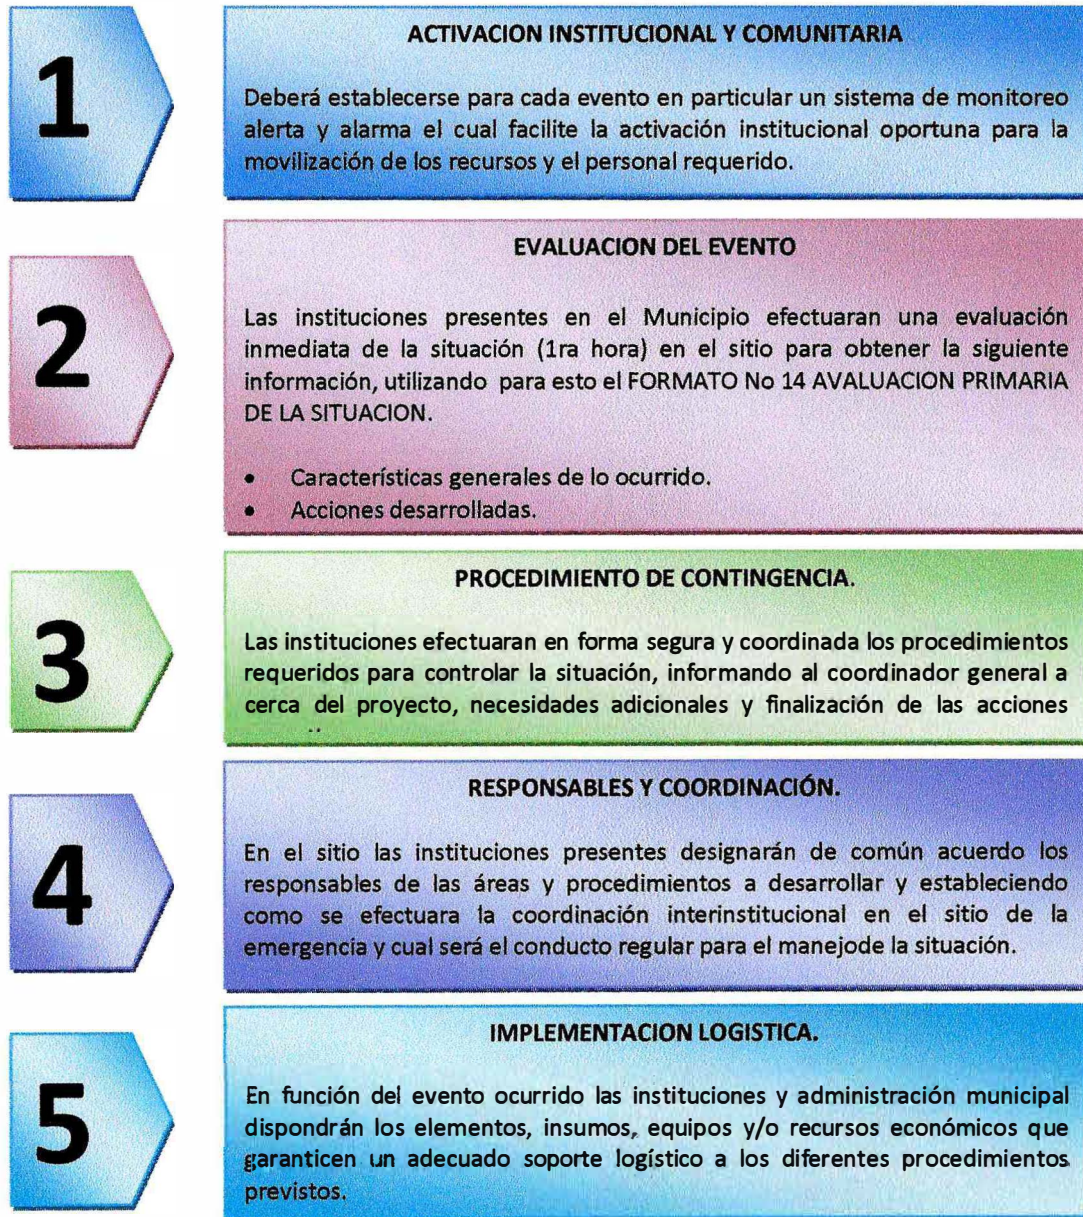 1
ACTIVACION INSTITUCIONAL Y COMUNITARIA
Deberá establecerse para cada evento en particular un sistema de monitoreo
alerta y alarma el cual facilite la activación institucional oportuna para la
movilización de los recursos y el personal requerido.
2
EVALUACION DEL EVENTO
Las instituciones presentes en el Municipio efectuaran una evaluación
inmediata de la situación (1ra hora) en el sitio para obtener la siguiente
información, utilizando para esto el FORMATO No 14 AVALUACION PRIMARIA
DE LA SITUACION.
• Características generales de lo ocurrido.
• Acciones desarrolladas.
3
PROCEDIMIENTO DE CONTINGENCIA.
Las instituciones efectuaran en forma segura y coordinada los procedimientos
requeridos para controlar la situación, informando al coordinador general a
cerca del proyecto, necesidades adicionales y finalización de las acciones
4
RESPONSABLES Y COORDINACIÓN.
En el sitio las instituciones presentes designarán de común acuerdo los
responsables de las áreas y procedimientos a desarrollar y estableciendo
como se efectuara la coordinación interinstitucional en el sitio de la
emergencia y cual será el conducto regular para el manejode la situación.
5
IMPLEMENTACION LOGISTICA.
En función del evento ocurrido las instituciones y administración municipal
dispondrán los elementos, insumos, equipos y/o recursos económicos que
garanticen un adecuado soporte logístico a los diferentes procedimientos
previstos.